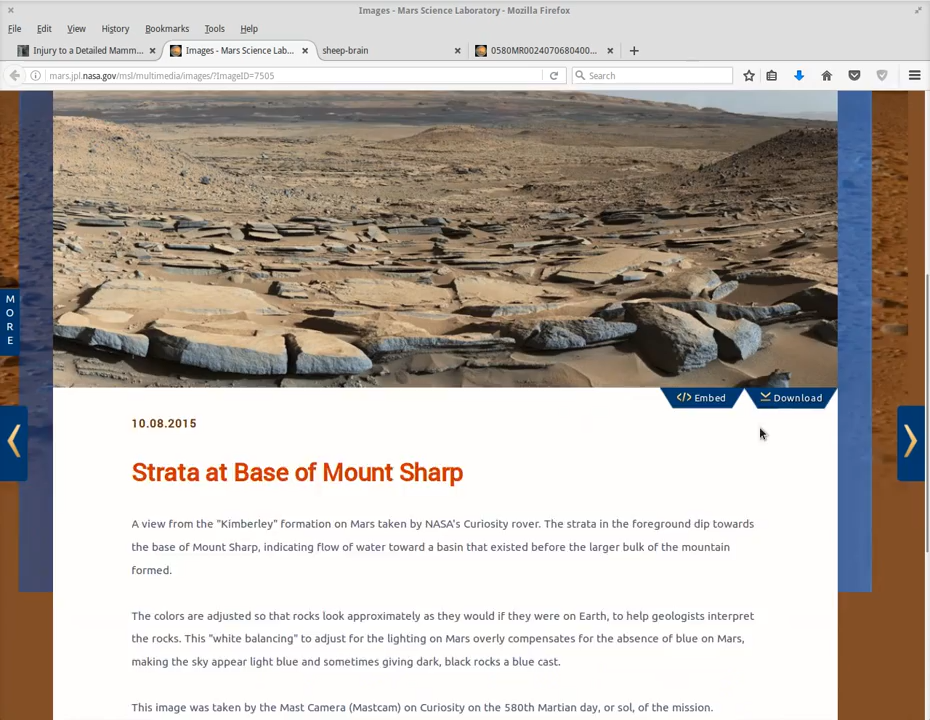 Images - Mars Science Laboratory - Mozilla Firefox
File Edit View History Bookmarks Tools Help
Injury to a Detailed Mamm... Images - Mars Science Lab... sheep-brain 0580MR0024070680400...
mars.jpl.nasa.gov/msl/multimedia/images/?ImageID=7505 Search
MORE
Embed Download
10.08.2015
Strata at Base of Mount Sharp
A view from the "Kimberley" formation on Mars taken by NASA's Curiosity rover. The strata in the foreground dip towards
the base of Mount Sharp, indicating flow of water toward a basin that existed before the larger bulk of the mountain
formed.
The colors are adjusted so that rocks look approximately as they would if they were on Earth, to help geologists interpret
the rocks. This "white balancing" to adjust for the lighting on Mars overly compensates for the absence of blue on Mars,
making the sky appear light blue and sometimes giving dark, black rocks a blue cast.
This image was taken by the Mast Camera (Mastcam) on Curiosity on the 580th Martian day, or sol, of the mission.